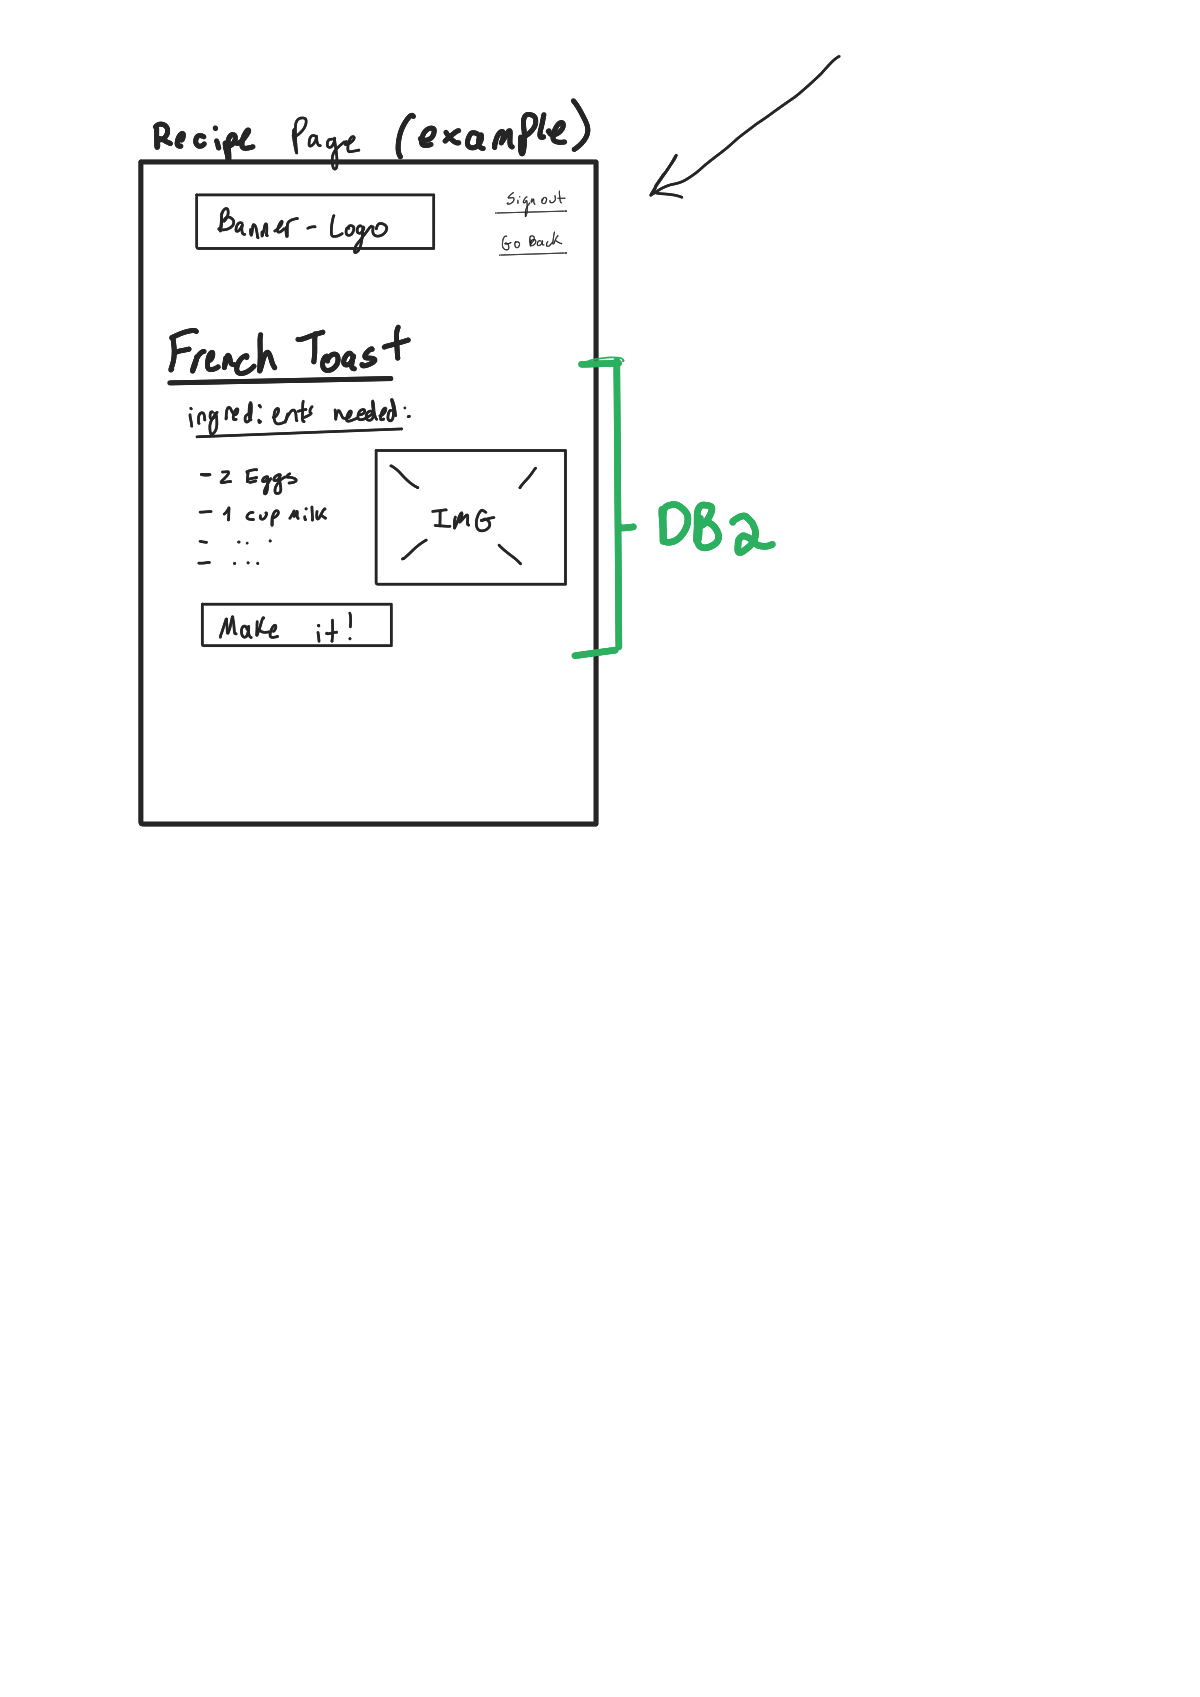 Recipe Page (example)
Banner - Logo
Sign out
Go Back
French Toast
ingredients needed:
- 2 Eggs
- 1 cup milk
- ...
- ...
IMG
DB2
Make it!